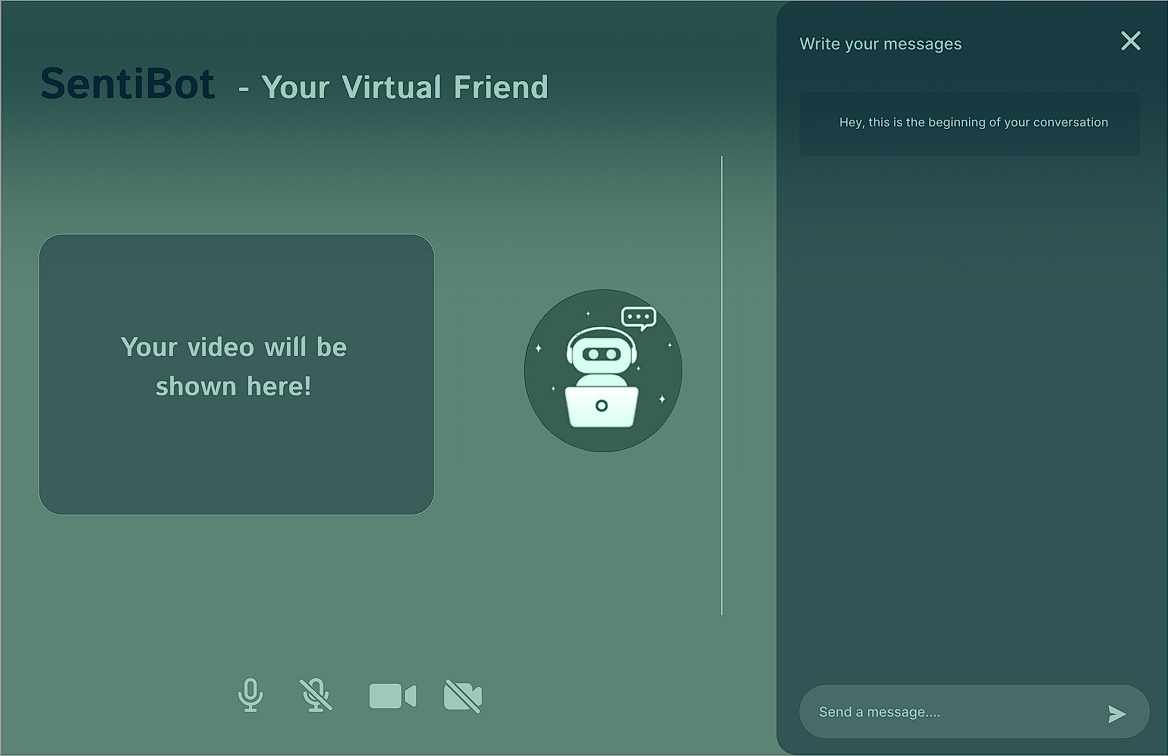 SentiBot - Your Virtual Friend
Your video will be
shown here!
Write your messages
Hey, this is the beginning of your conversation
Send a message....